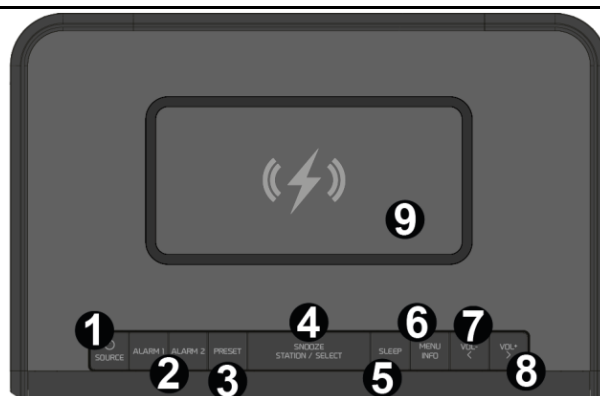 9
1 4 6 7
SOURCE ALARM 1 ALARM 2 PRESET SNOOZE SLEEP MENU VOL- VOL+
STATION / SELECT INFO < >
2 3 5 8